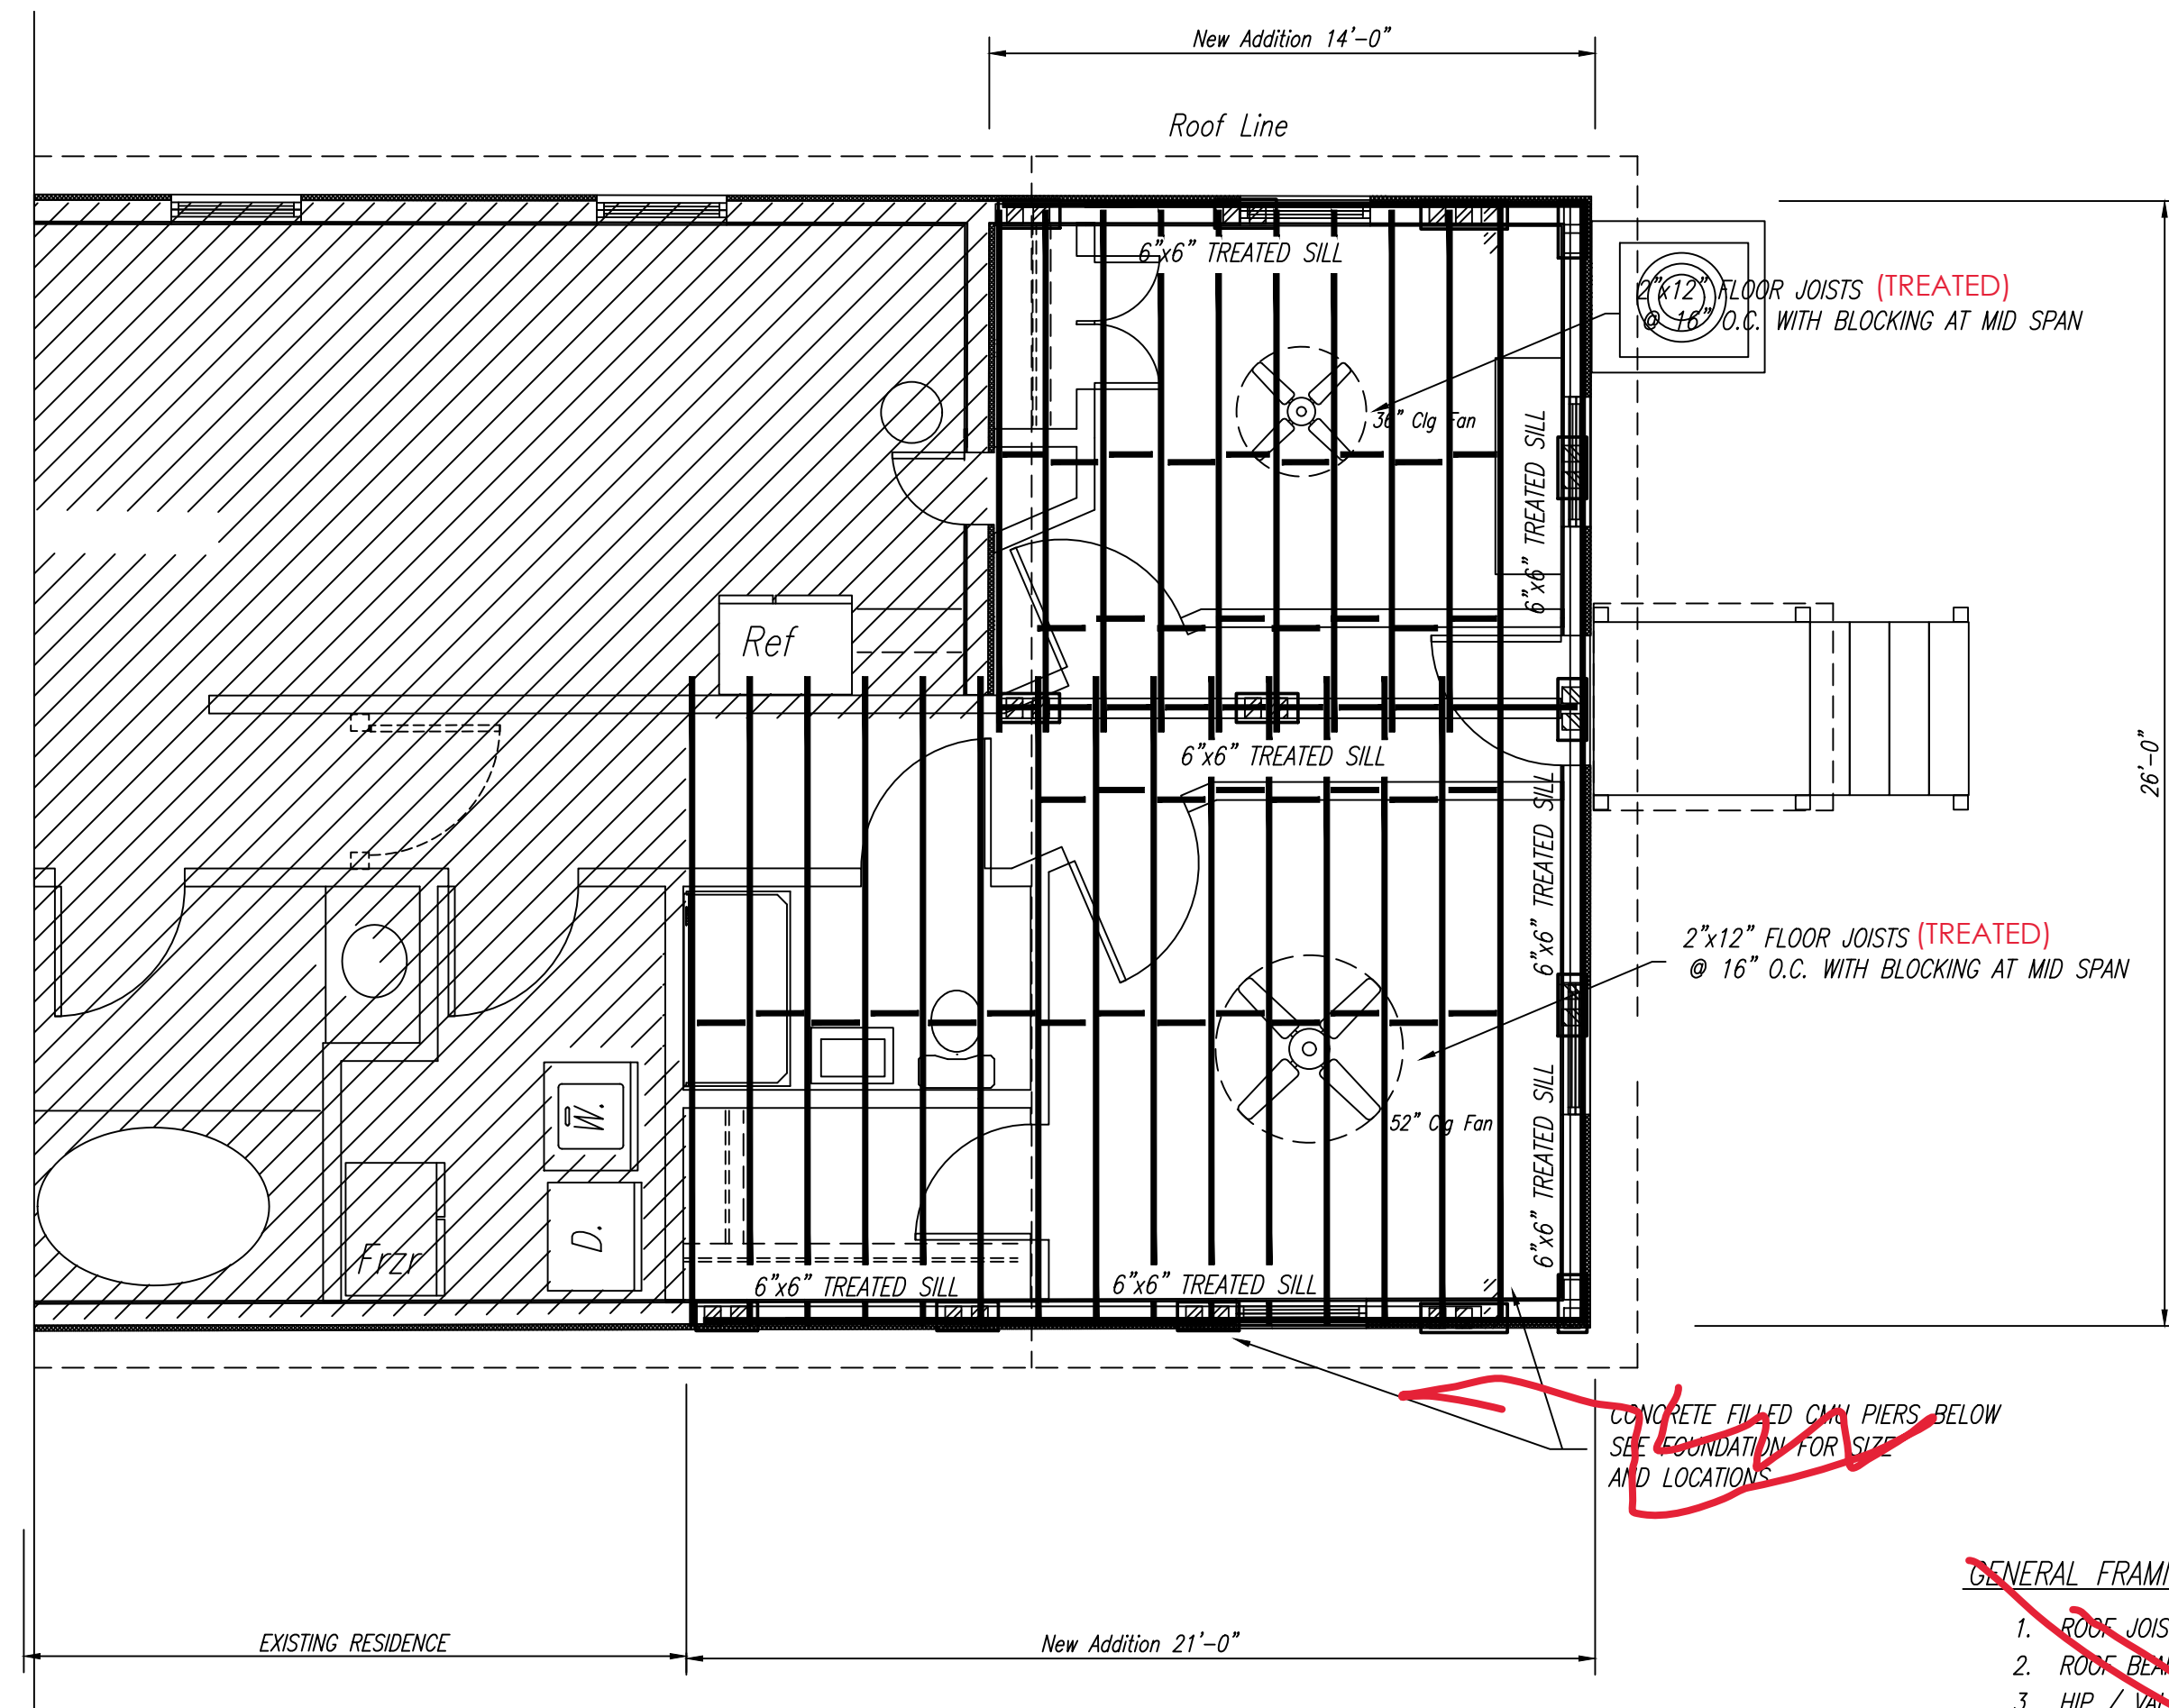 New Addition 14'-0"
Roof Line
6"x6" TREATED SILL
2"x12" FLOOR JOISTS (TREATED)
@ 16" O.C. WITH BLOCKING AT MID SPAN
36" Clg Fan
6"x6" TREATED SILL
Ref
6"x6" TREATED SILL
26'-0"
6"x6" TREATED SILL
2"x12" FLOOR JOISTS (TREATED)
@ 16" O.C. WITH BLOCKING AT MID SPAN
W.
52" Clg Fan
6"x6" TREATED SILL
D.
Frzr
6"x6" TREATED SILL
6"x6" TREATED SILL
CONCRETE FILLED CMU PIERS BELOW
SEE FOUNDATION FOR SIZE
AND LOCATIONS
GENERAL
1. ROOF
2. ROOF
3 HIP /
EXISTING RESIDENCE
New Addition 21'-0"